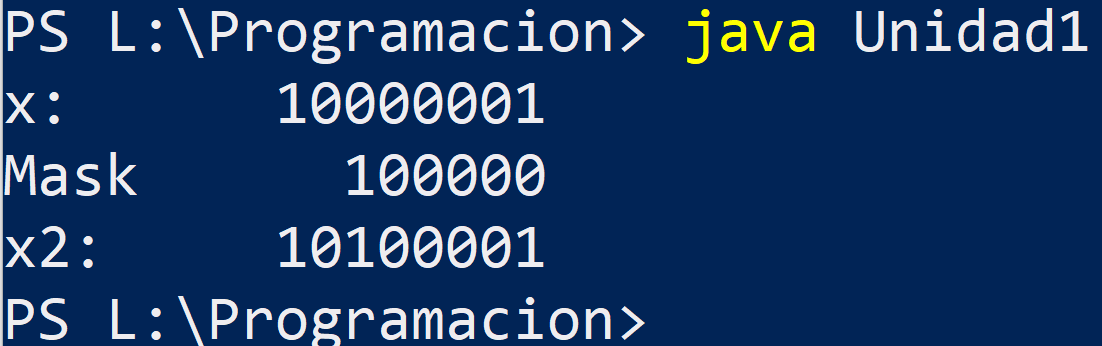 PS L:\Programacion> java Unidad1
x:      10000001
Mask      100000
x2:     10100001
PS L:\Programacion>